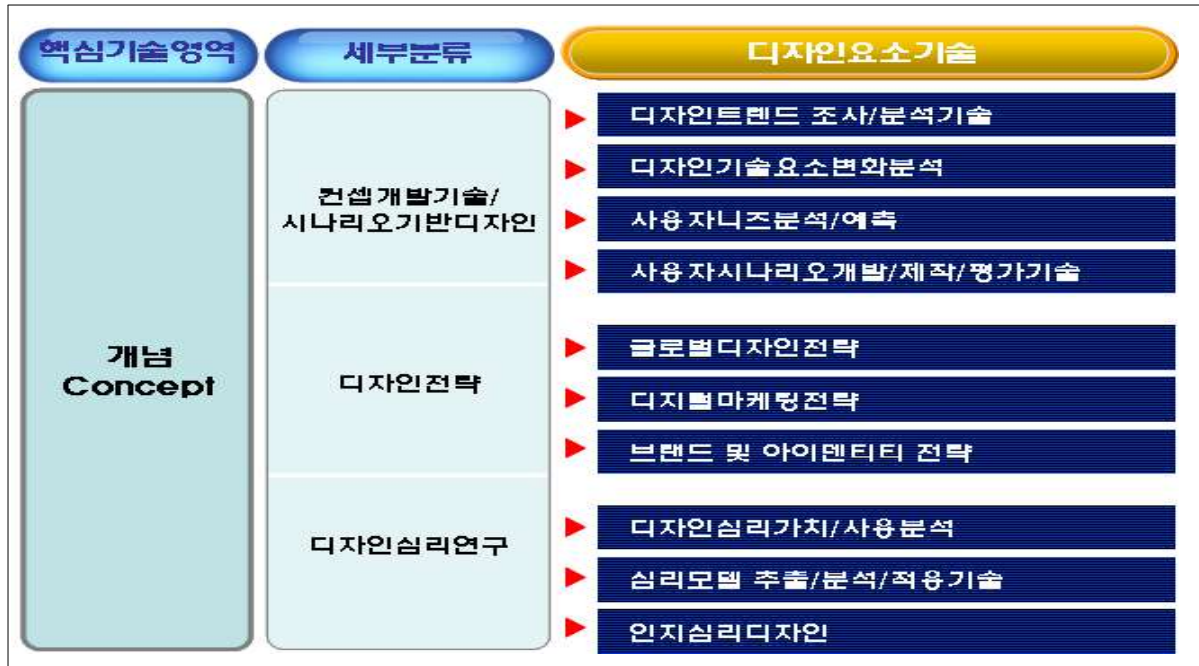 핵심기술영역
세부분류
디자인요소기술
개념
Concept
컨셉개발기술/
시나리오기반디자인
디자인트렌드 조사/분석기술
디자인기술요소변화분석
사용자니즈분석/예측
사용자시나리오개발/제작/평가기술
디자인전략
글로벌디자인전략
디지털마케팅전략
브랜드 및 아이덴티티 전략
디자인심리연구
디자인심리가치/사용분석
심리모델 추출/분석/적용기술
인지심리디자인